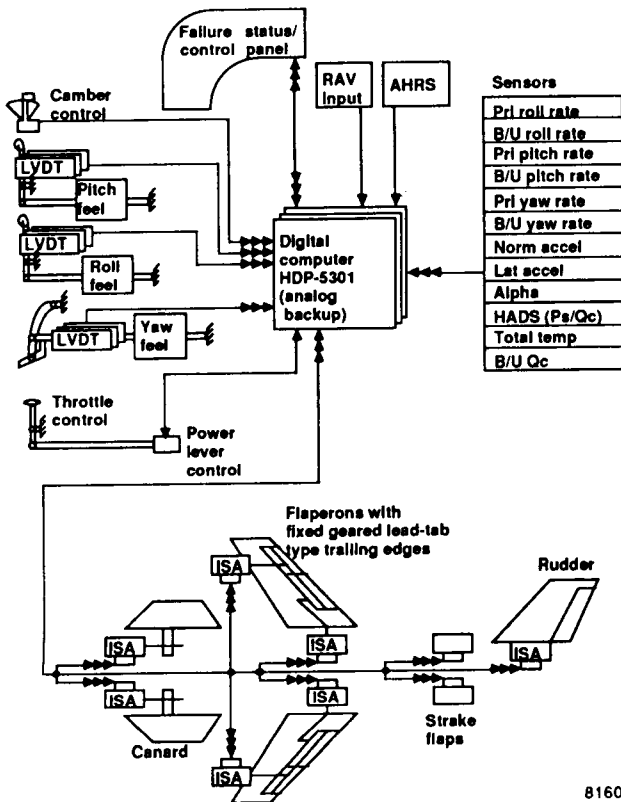 Failure status/
control panel
RAV
input
AHRS
Sensors
Camber
control
Pri roll rate
B/U roll rate
Pri pitch rate
B/U pitch rate
Pri yaw rate
B/U yaw rate
Norm accel
Lat accel
Alpha
HADS (Ps/Qc)
Total temp
B/U Qc
LVDT
Pitch
feel
LVDT
Roll
feel
LVDT
Yaw
feel
Digital
computer
HDP-5301
(analog
backup)
Throttle
control
Power
lever
control
Flaperons with
fixed geared lead-tab
type trailing edges
Rudder
ISA
ISA
ISA
ISA
ISA
ISA
ISA
Canard
Strake
flaps
ISA
8160